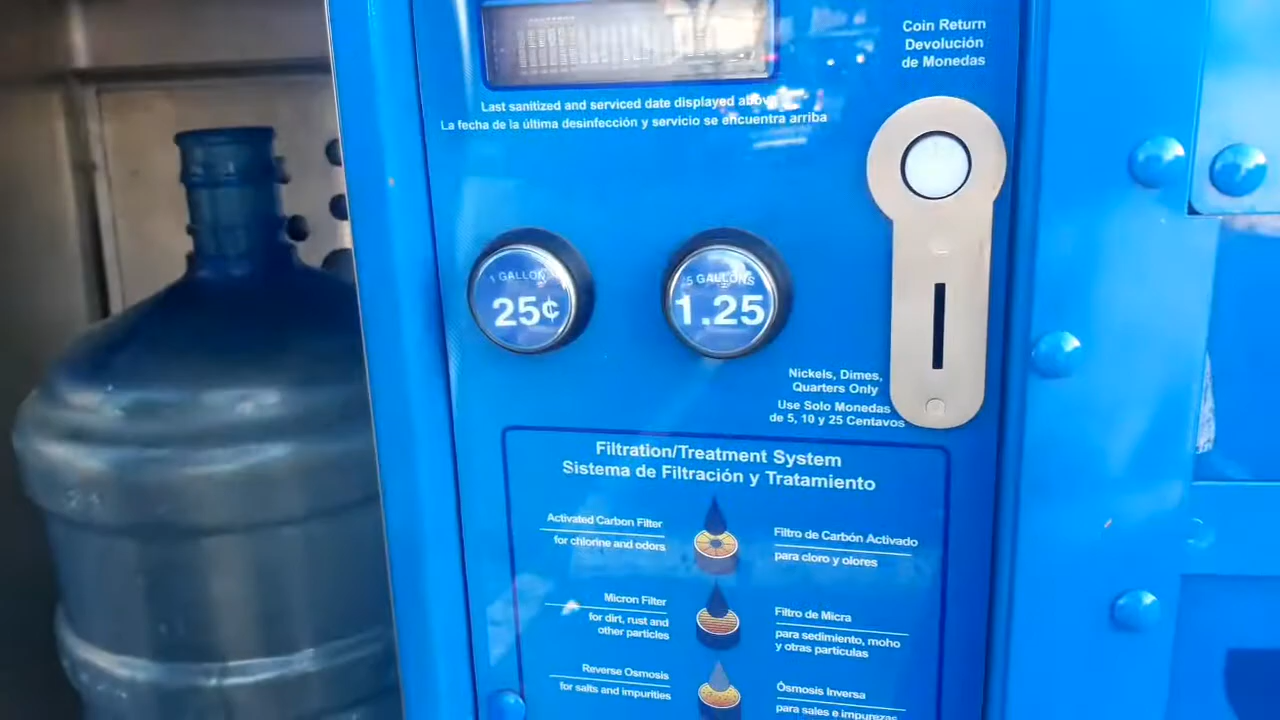 Coin Return
Devolución
de Monedas
Last sanitized and serviced date displayed above
La fecha de la última desinfección y servicio se encuentra arriba
1 GALLON
25¢
5 GALLONS
1.25
Nickels, Dimes,
Quarters Only
Use Solo Monedas
de 5, 10 y 25 Centavos
Filtration/Treatment System
Sistema de Filtración y Tratamiento
Activated Carbon Filter
for chlorine and odors
Filtro de Carbón Activado
para cloro y olores
Micron Filter
for dirt, rust and
other particles
Filtro de Micra
para sedimiento, moho
y otras partículas
Reverse Osmosis
for salts and impurities
Ósmosis Inversa
para sales e impurezas